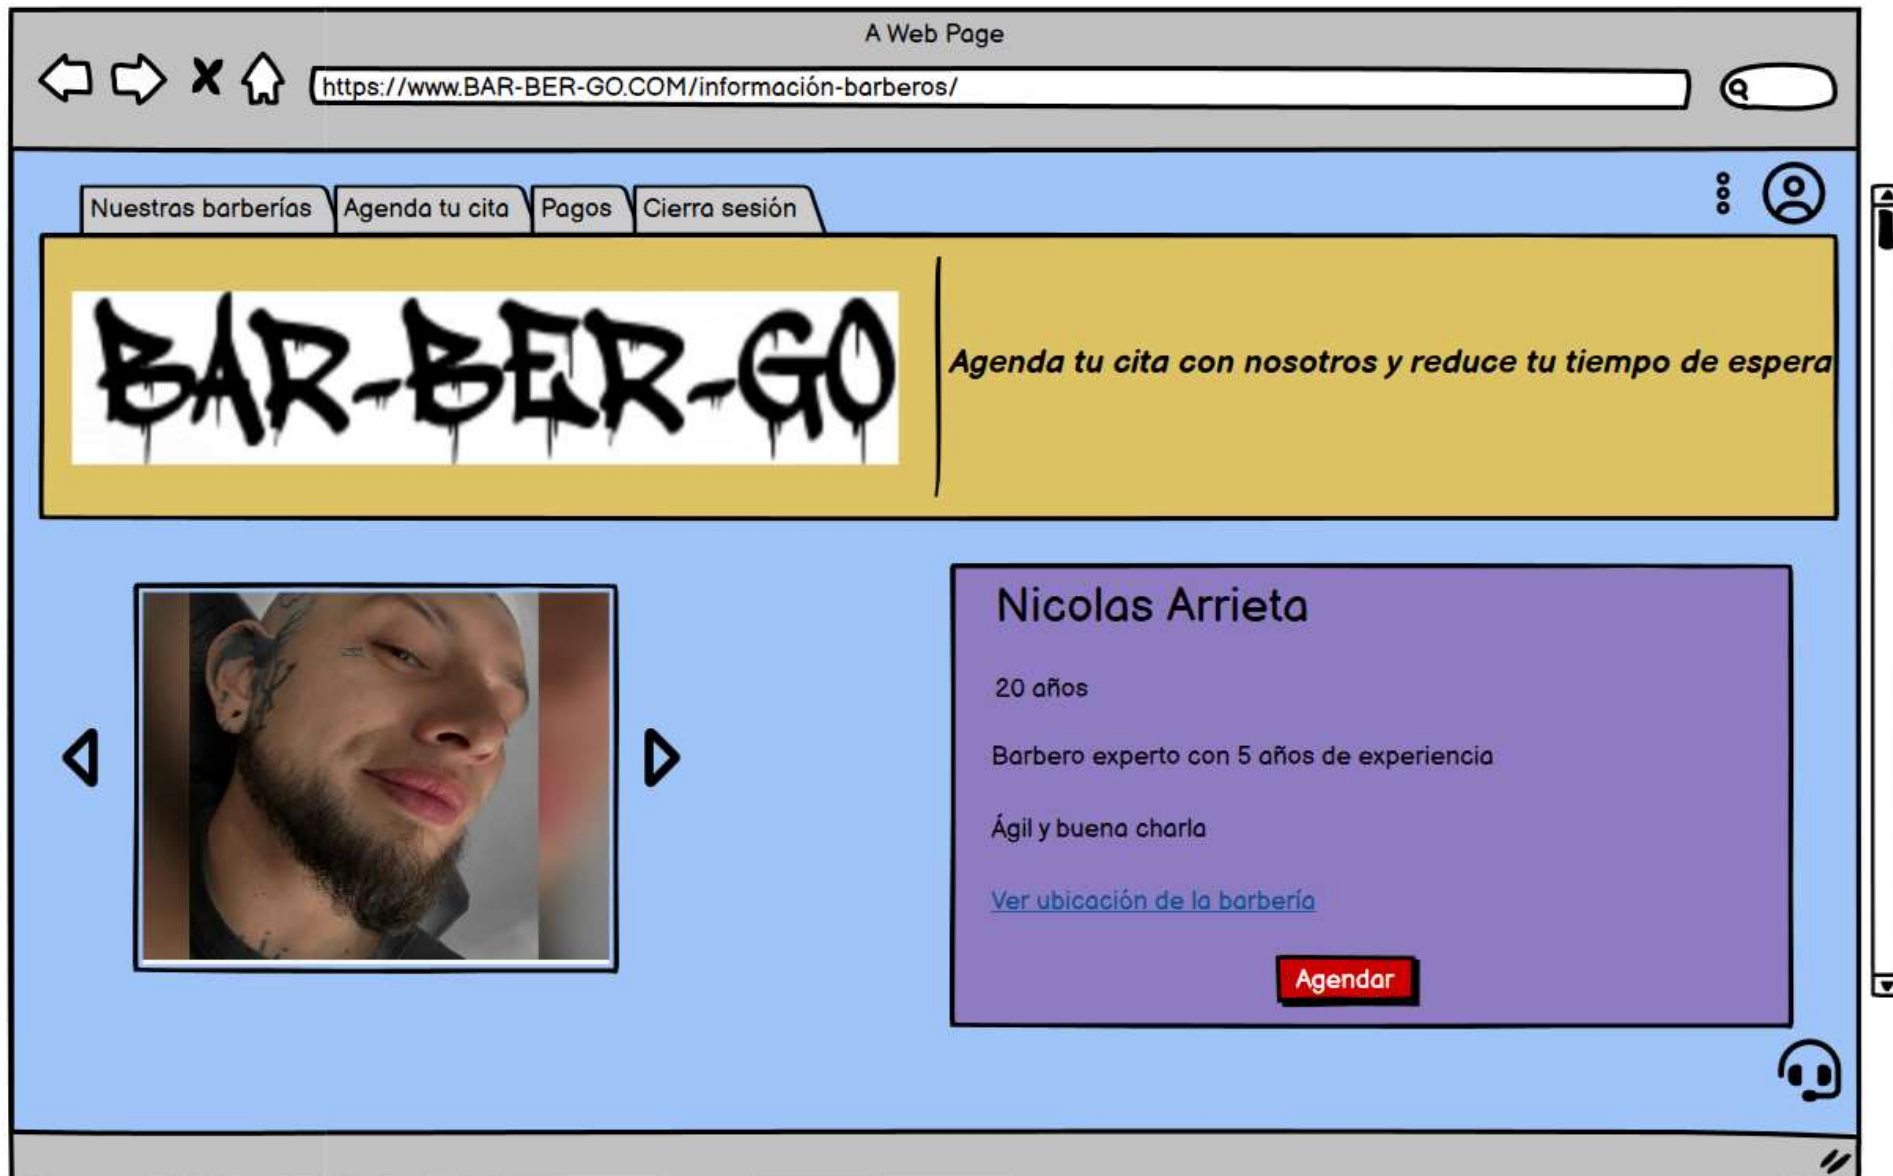 A Web Page
https://www.BAR-BER-GO.COM/información-barberos/
Nuestras barberías
Agenda tu cita
Pagos
Cierra sesión
BAR-BER-GO
Agenda tu cita con nosotros y reduce tu tiempo de espera
Nicolas Arrieta
20 años
Barbero experto con 5 años de experiencia
Ágil y buena charla
Ver ubicación de la barbería
Agendar